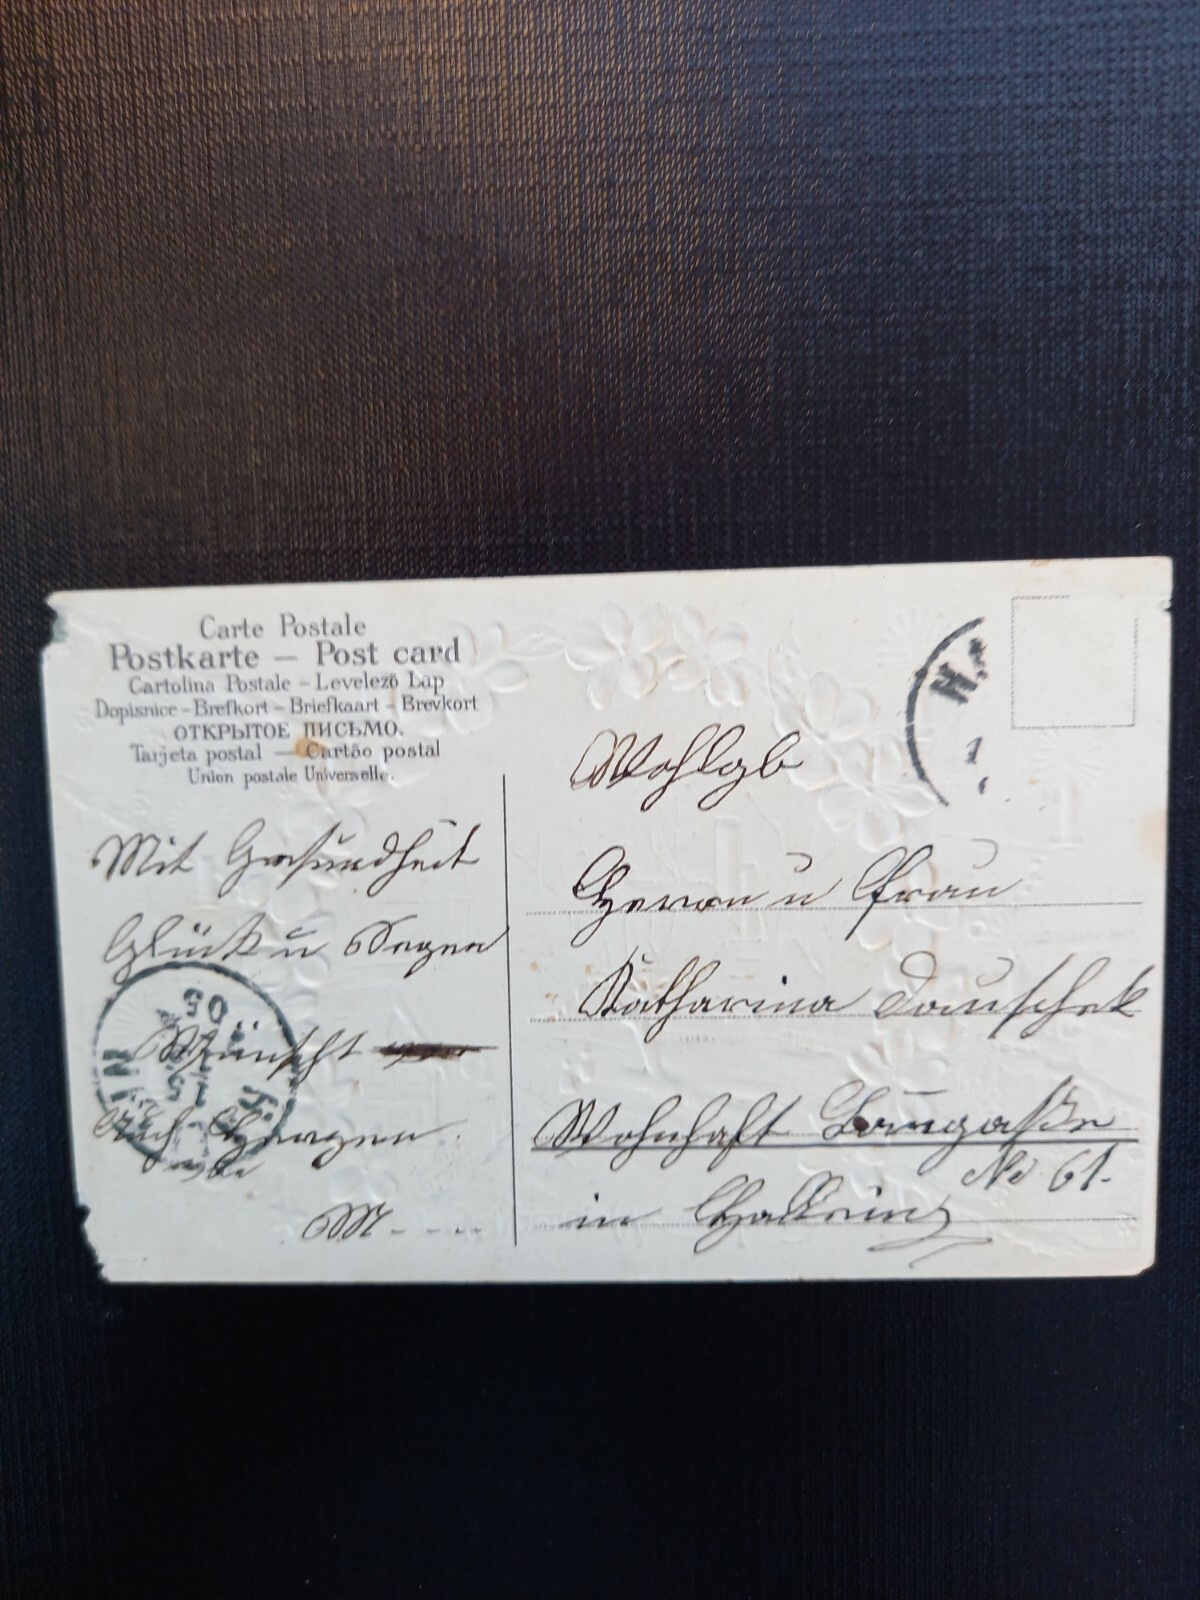 Carte Postale
Postkarte – Post card
Cartolina Postale – Levelező Lap
Dopisnice – Brefkort – Briefkaart – Brevkort
ОТКРЫТОЕ ПИСЬМО.
Tarjeta postal — Cartão postal
Union postale Universelle.
Mit Gesundheit
Glück u Segen
Wünscht
Herzen
M- - - -
Wohlgb
Herrn u Frau
Katharina
Wohnhaft
No 61.
in